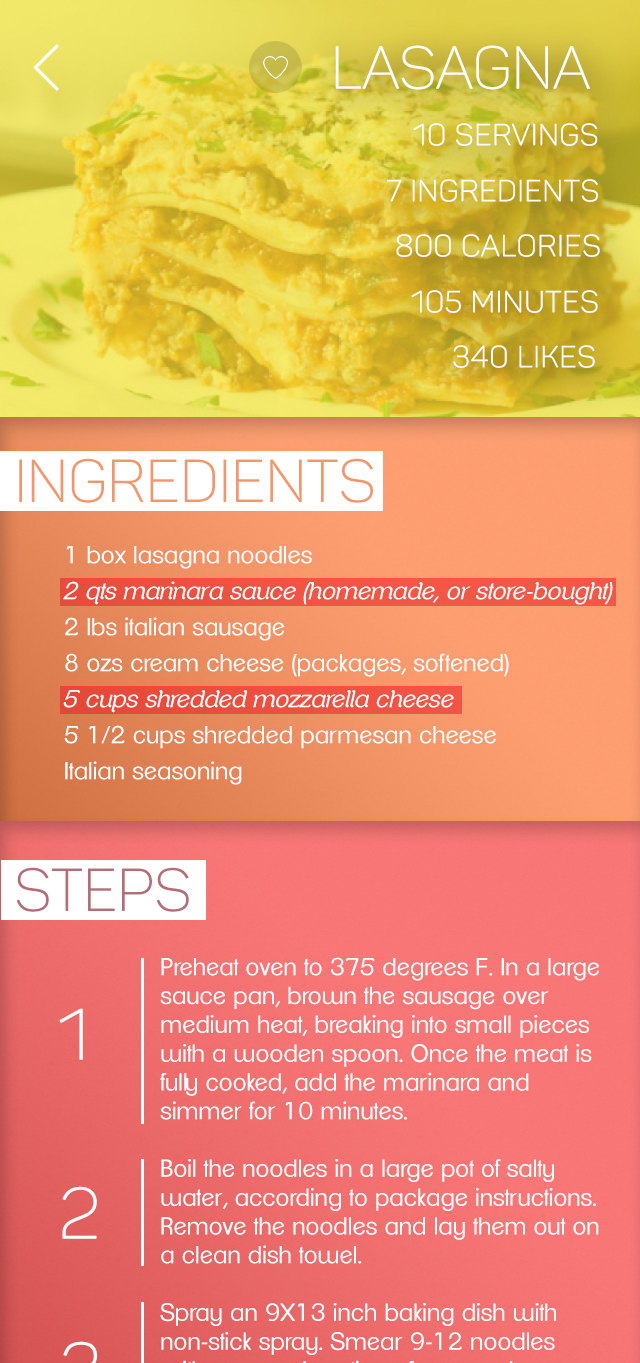 LASAGNA
10 SERVINGS
7 INGREDIENTS
800 CALORIES
105 MINUTES
340 LIKES
INGREDIENTS
1 box lasagna noodles
2 qts marinara sauce (homemade, or store-bought)
2 lbs italian sausage
8 ozs cream cheese (packages, softened)
5 cups shredded mozzarella cheese
5 1/2 cups shredded parmesan cheese
Italian seasoning
STEPS
1
Preheat oven to 375 degrees F. In a large
sauce pan, brown the sausage over
medium heat, breaking into small pieces
with a wooden spoon. Once the meat is
fully cooked, add the marinara and
simmer for 10 minutes.
2
Boil the noodles in a large pot of salty
water, according to package instructions.
Remove the noodles and lay them out on
a clean dish towel.
Spray an 9X13 inch baking dish with
non-stick spray. Smear 9-12 noodles